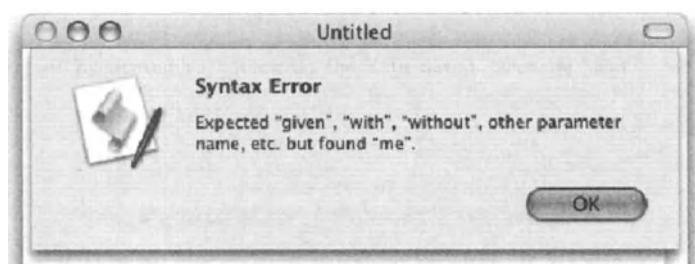 Untitled
Syntax Error
Expected "given", "with", "without", other parameter
name, etc. but found "me".
OK